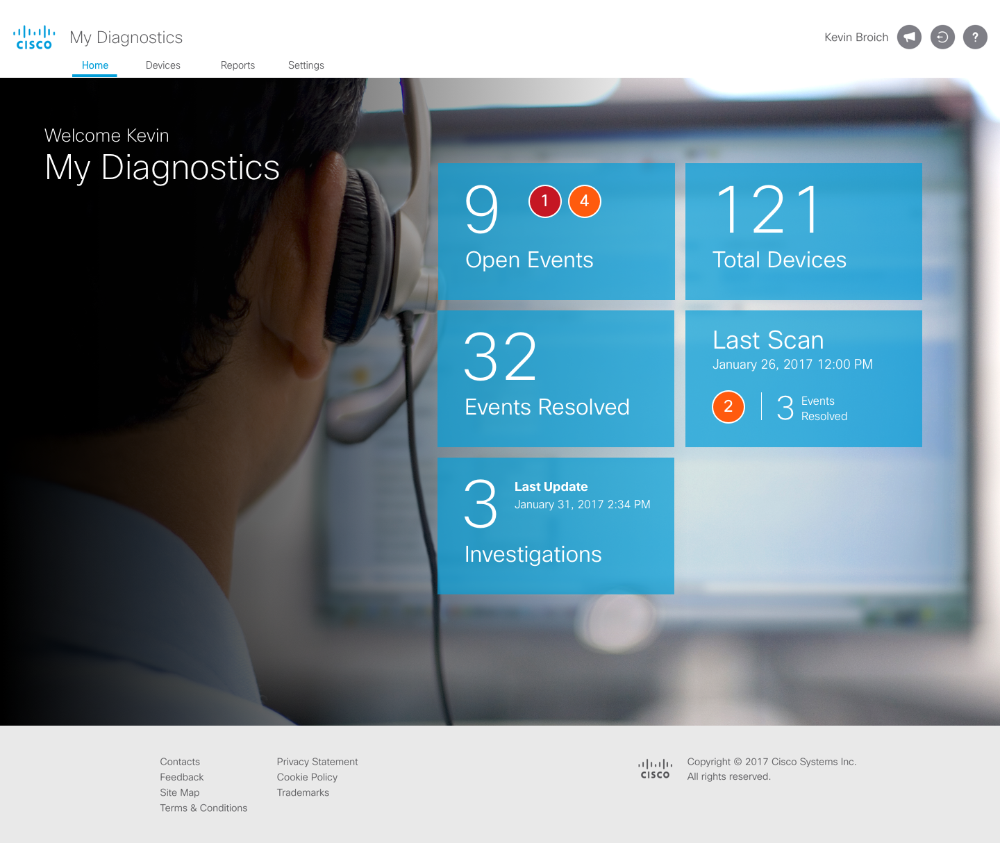 CISCO
My Diagnostics
Kevin Broich
?
Home
Devices
Reports
Settings
Welcome Kevin
My Diagnostics
9
1
4
Open Events
121
Total Devices
32
Events Resolved
Last Scan
January 26, 2017 12:00 PM
2
3
Events
Resolved
3
Last Update
January 31, 2017 2:34 PM
Investigations
Contacts
Feedback
Site Map
Terms & Conditions
Privacy Statement
Cookie Policy
Trademarks
CISCO
Copyright © 2017 Cisco Systems Inc.
All rights reserved.